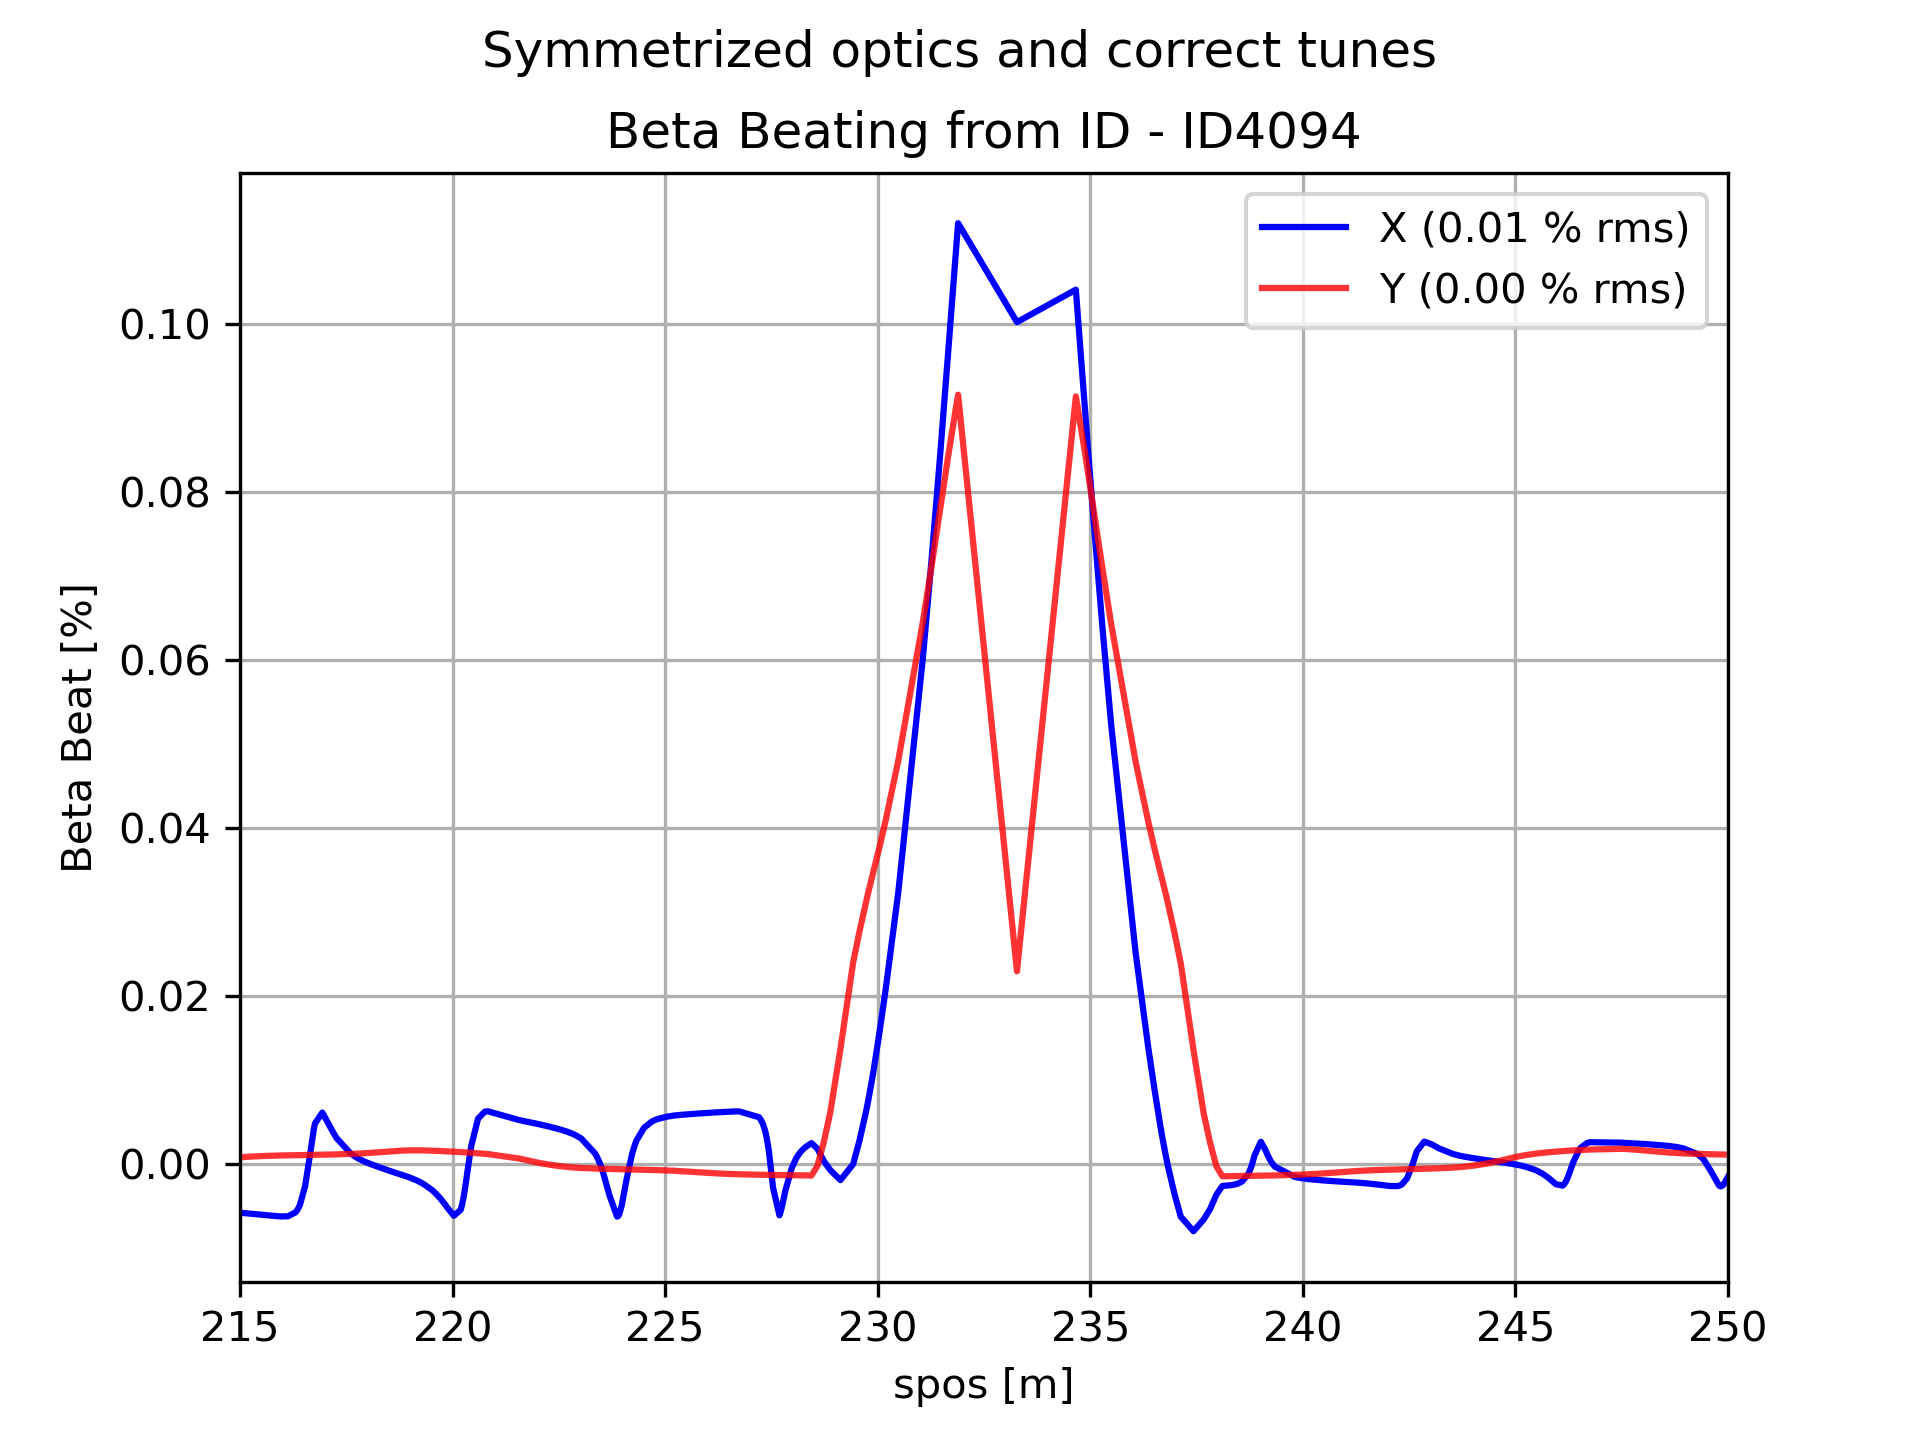 Symmetrized optics and correct tunes
Beta Beating from ID - ID4094
X (0.01 % rms)
Y (0.00 % rms)
0.10
0.08
0.06
0.04
0.02
0.00
Beta Beat [%]
215 220 225 230 235 240 245 250
spos [m]